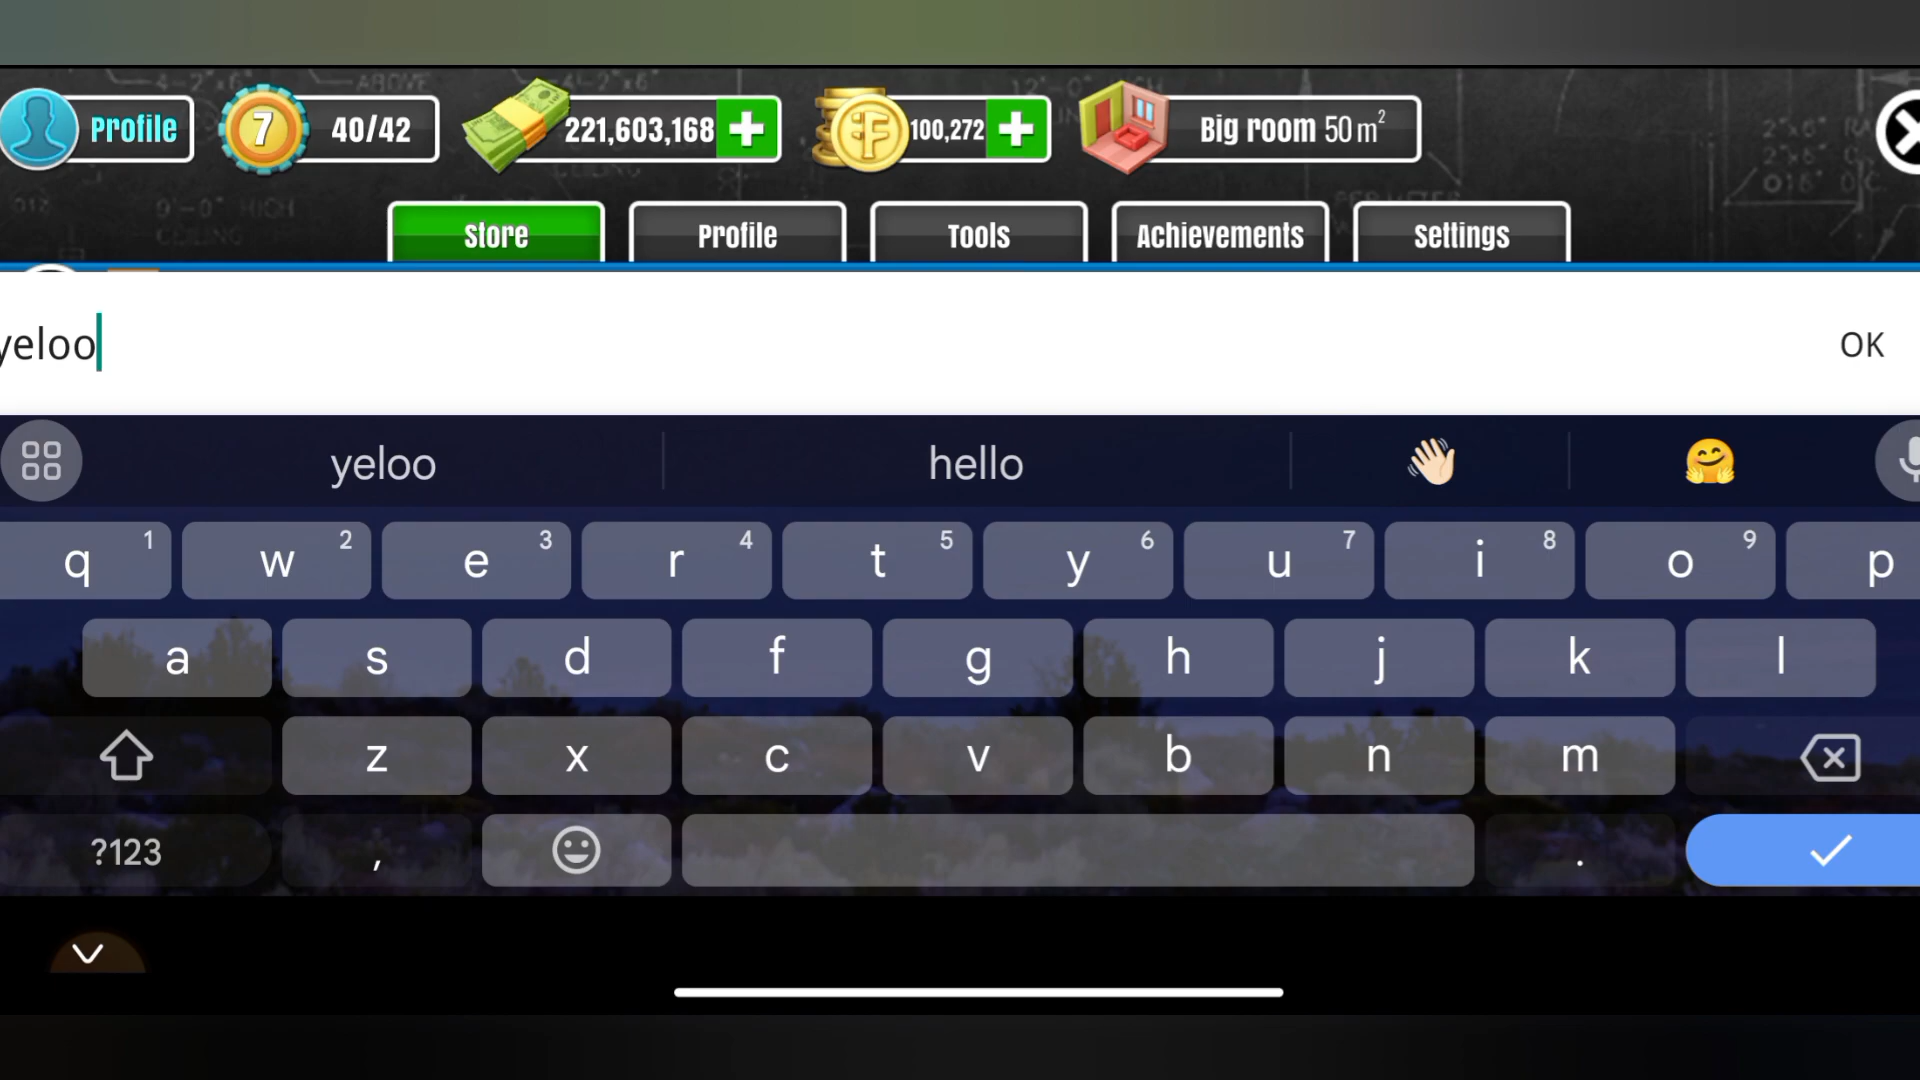 Profile
7
40/42
221,603,168
100,272
Big room 50 m²
Store
Profile
Tools
Achievements
Settings
yeloo
OK
yeloo
hello
q 1 w 2 e 3 r 4 t 5 y 6 u 7 i 8 o 9 p
a s d f g h j k l
z x c v b n m
?123 , .